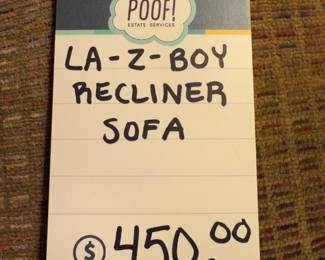 POOF!
ESTATE SERVICES
LA-Z-BOY
RECLINER
SOFA
$ 450.00